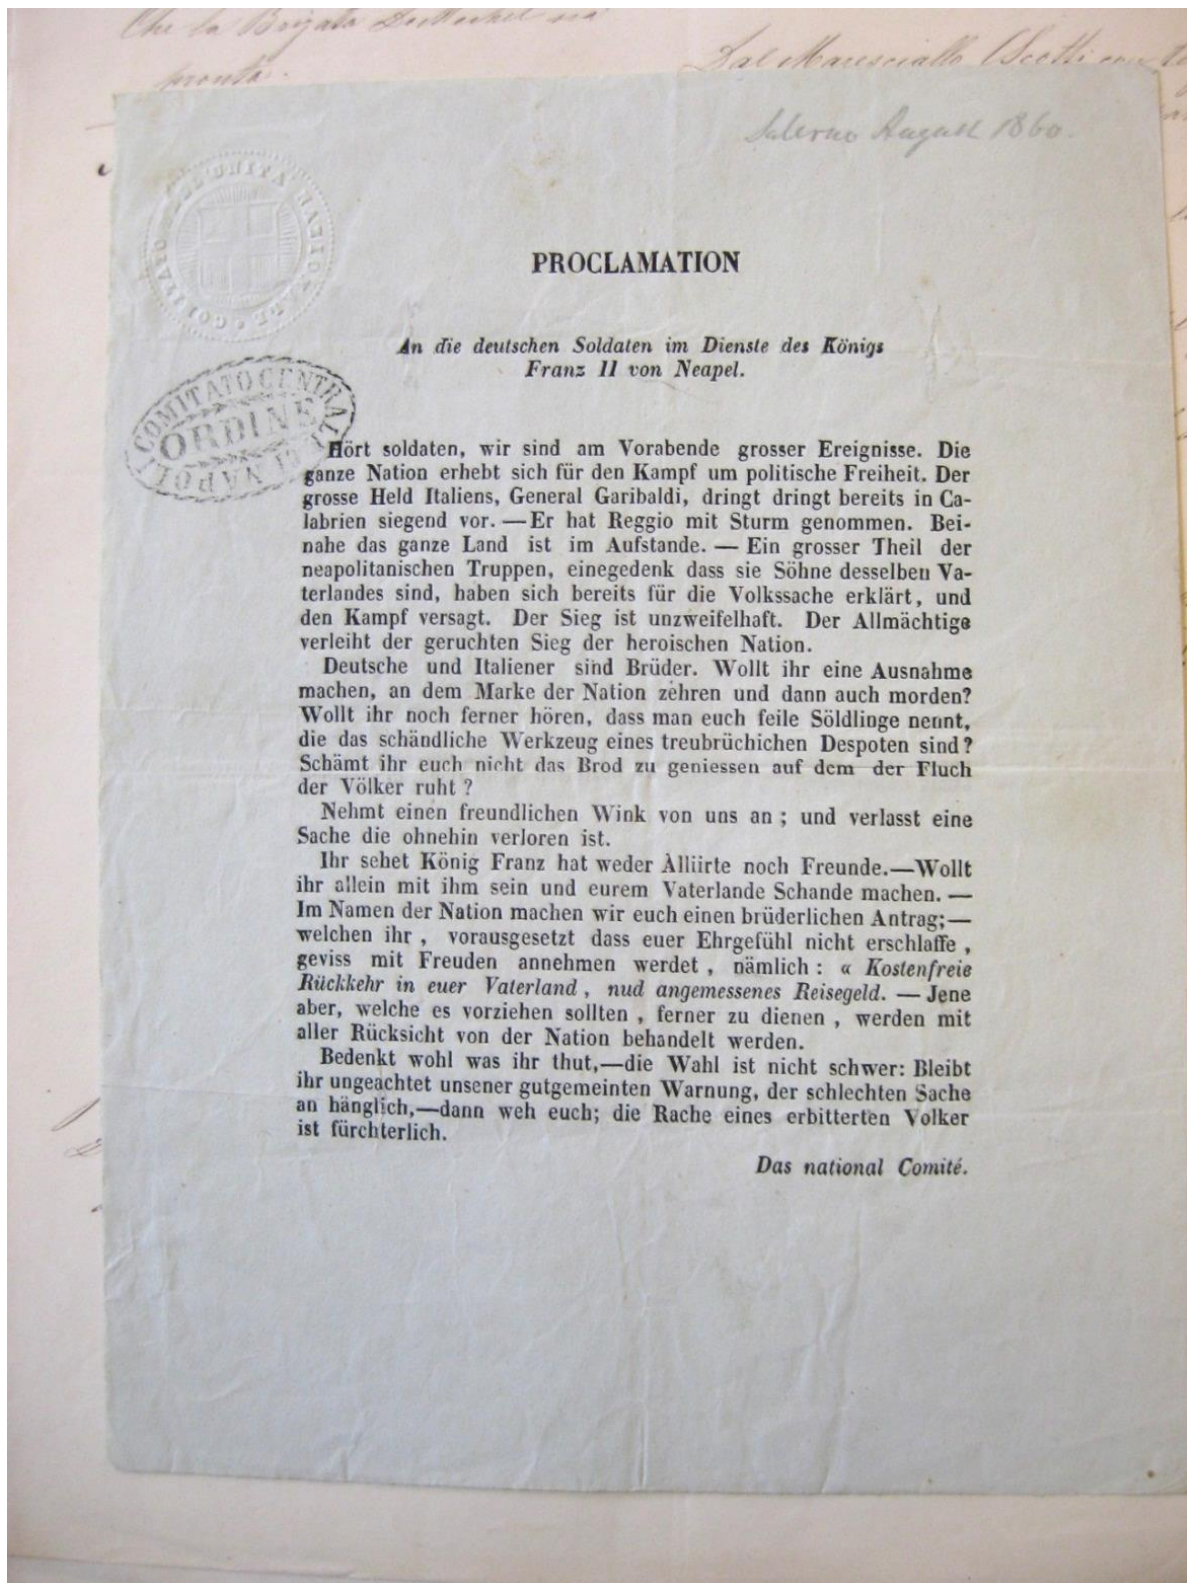 Che la Brigata
pronta.
Dal Maresciallo
Salerno August 1860.
COMITATO DELL'UNITÀ NAZIONALE
PROCLAMATION
An die deutschen Soldaten im Dienste des Königs
Franz II von Neapel.
COMITATO CENTRALE
ORDINE
DI NAPOLI
Hört soldaten, wir sind am Vorabende grosser Ereignisse. Die
ganze Nation erhebt sich für den Kampf um politische Freiheit. Der
grosse Held Italiens, General Garibaldi, dringt dringt bereits in Ca-
labrien siegend vor. — Er hat Reggio mit Sturm genommen. Bei-
nahe das ganze Land ist im Aufstande. — Ein grosser Theil der
neapolitanischen Truppen, einegedenk dass sie Söhne desselben Va-
terlandes sind, haben sich bereits für die Volkssache erklärt, und
den Kampf versagt. Der Sieg ist unzweifelhaft. Der Allmächtige
verleiht der geruchten Sieg der heroischen Nation.
Deutsche und Italiener sind Brüder. Wollt ihr eine Ausnahme
machen, an dem Marke der Nation zehren und dann auch morden?
Wollt ihr noch ferner hören, dass man euch feile Söldlinge nennt,
die das schändliche Werkzeug eines treubrüchichen Despoten sind?
Schämt ihr euch nicht das Brod zu geniessen auf dem der Fluch
der Völker ruht ?
Nehmt einen freundlichen Wink von uns an ; und verlasst eine
Sache die ohnehin verloren ist.
Ihr sehet König Franz hat weder Alliirte noch Freunde.—Wollt
ihr allein mit ihm sein und eurem Vaterlande Schande machen. —
Im Namen der Nation machen wir euch einen brüderlichen Antrag;—
welchen ihr , vorausgesetzt dass euer Ehrgefühl nicht erschlaffe ,
geviss mit Freuden annehmen werdet , nämlich : « Kostenfreie
Rückkehr in euer Vaterland , nud angemessenes Reisegeld. — Jene
aber, welche es vorziehen sollten , ferner zu dienen , werden mit
aller Rücksicht von der Nation behandelt werden.
Bedenkt wohl was ihr thut,—die Wahl ist nicht schwer: Bleibt
ihr ungeachtet unsener gutgemeinten Warnung, der schlechten Sache
an hänglich,—dann weh euch; die Rache eines erbitterten Volker
ist fürchterlich.
Das national Comité.